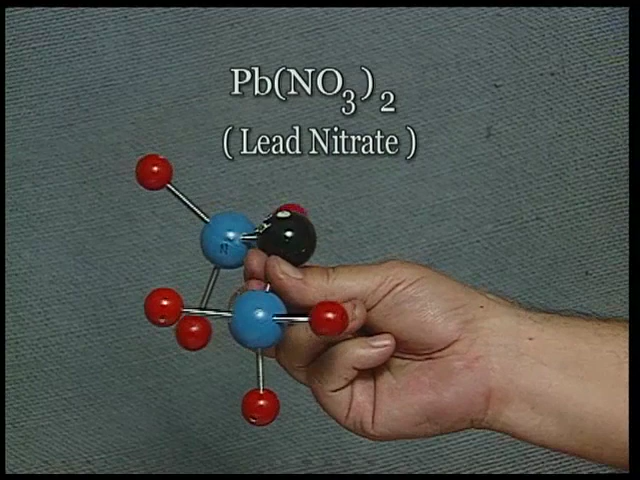 Pb(NO₃)₂
( Lead Nitrate )